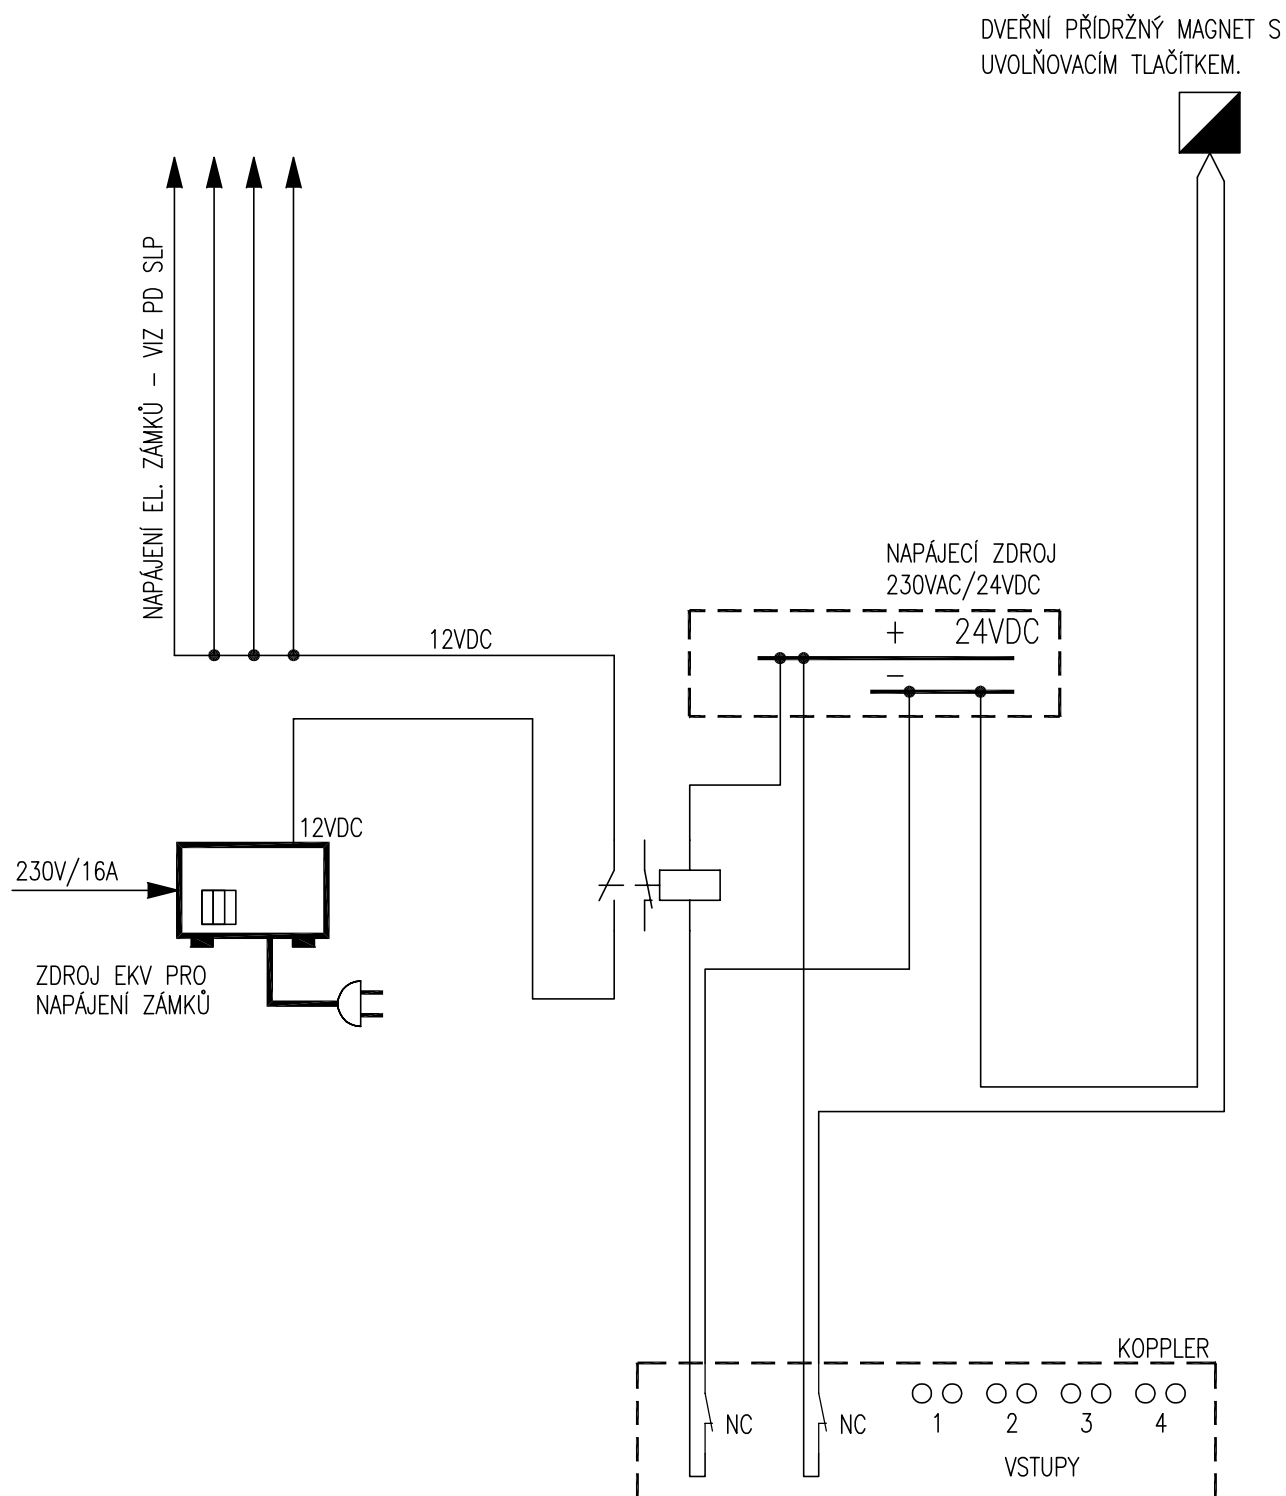 DVEŘNÍ PŘÍDRŽNÝ MAGNET S
UVOLŇOVACÍM TLAČÍTKEM.
NAPÁJENÍ EL. ZÁMKŮ - VIZ PD SLP
12VDC
NAPÁJECÍ ZDROJ
230VAC/24VDC
+ 24VDC
-
12VDC
230V/16A
ZDROJ EKV PRO
NAPÁJENÍ ZÁMKŮ
KOPPLER
NC
NC
1 2 3 4
VSTUPY